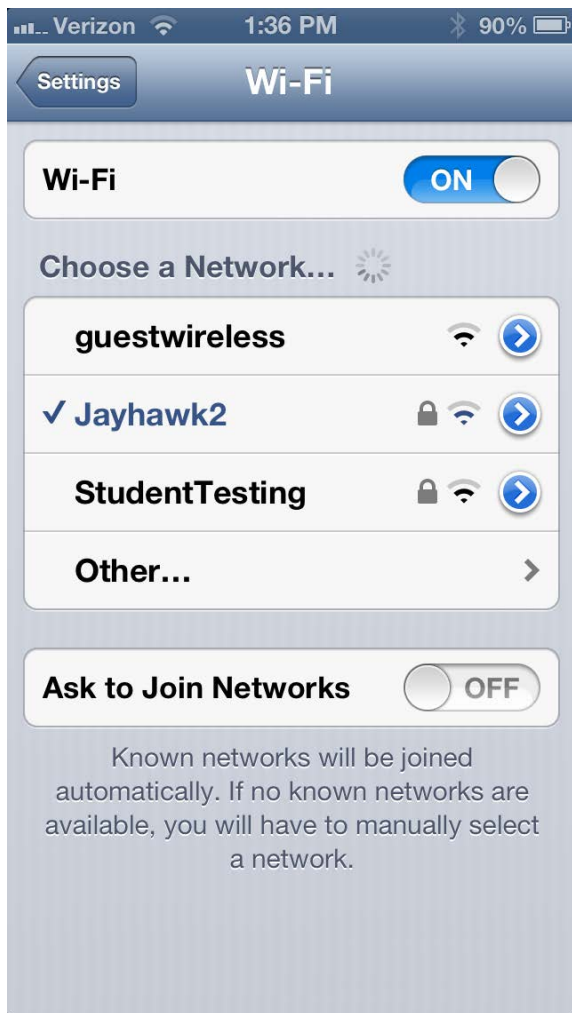 Verizon 1:36 PM 90%
Settings Wi-Fi
Wi-Fi ON
Choose a Network...
guestwireless
Jayhawk2
StudentTesting
Other...
Ask to Join Networks OFF
Known networks will be joined
automatically. If no known networks are
available, you will have to manually select
a network.